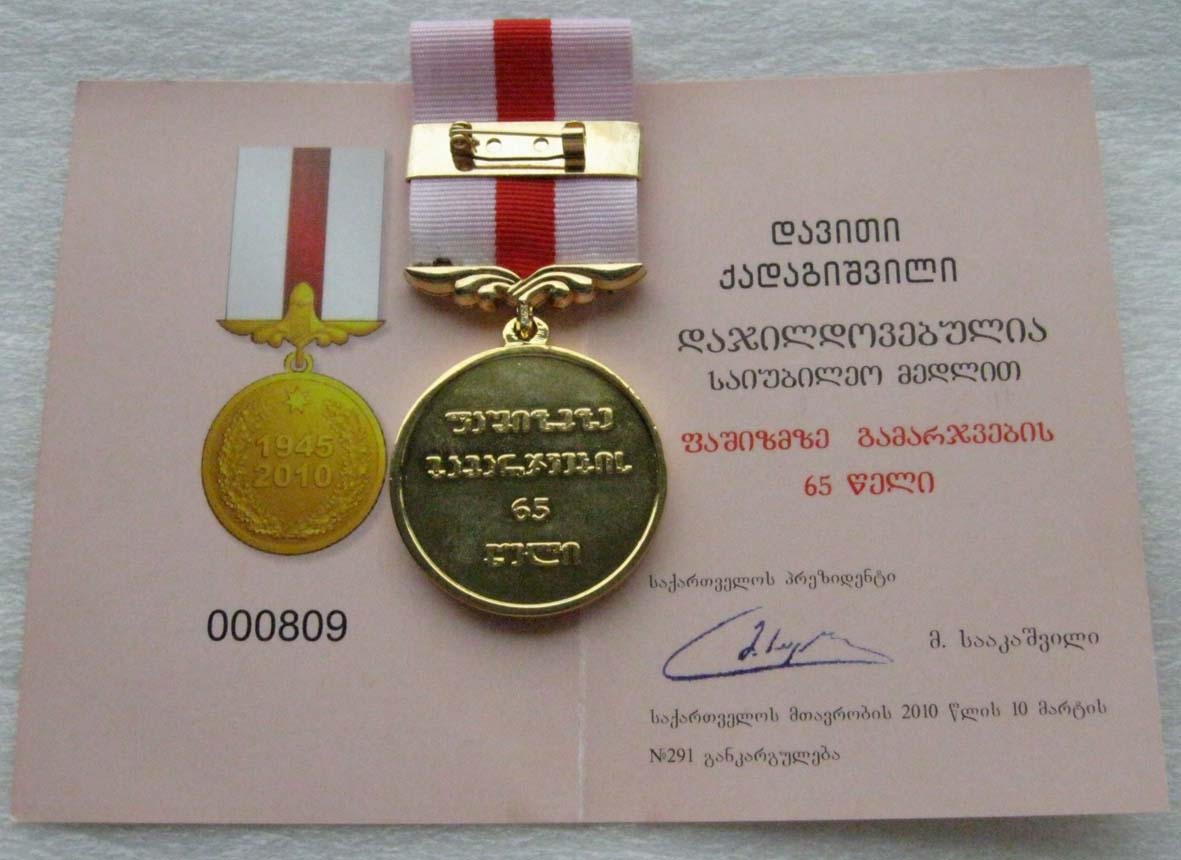 1945
2010
000809
ფაშიზმზე
გამარჯვების
65
წელი
დავითი
ქადაგიშვილი
დაჯილდოვებულია
საიუბილეო მედლით
ფაშიზმზე გამარჯვების
65 წელი
საქართველოს პრეზიდენტი
მ. სააკაშვილი
საქართველოს მთავრობის 2010 წლის 10 მარტის
№291 განკარგულება